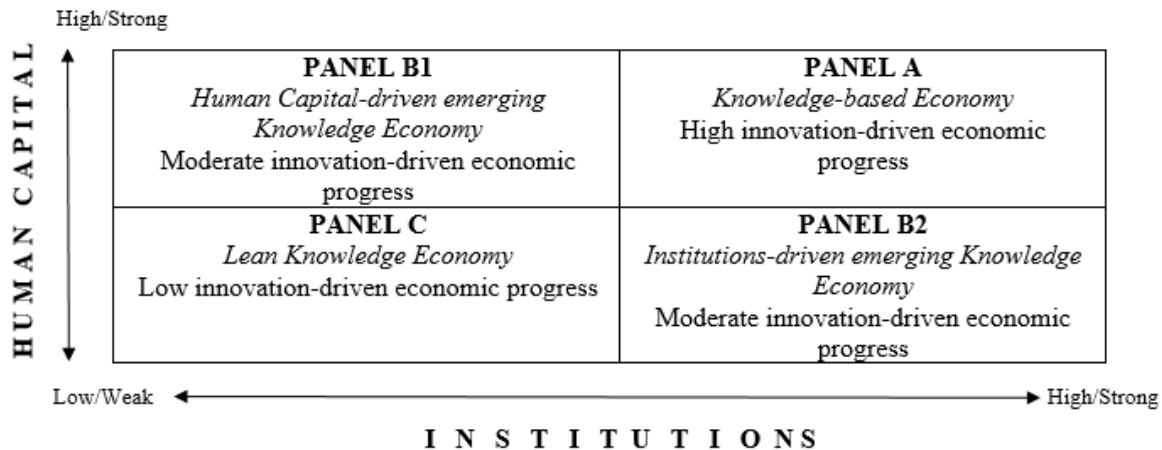 High/Strong
HUMAN CAPITAL
PANEL B1
Human Capital-driven emerging
Knowledge Economy
Moderate innovation-driven economic
progress
PANEL A
Knowledge-based Economy
High innovation-driven economic
progress
PANEL C
Lean Knowledge Economy
Low innovation-driven economic progress
PANEL B2
Institutions-driven emerging Knowledge
Economy
Moderate innovation-driven economic
progress
Low/Weak
High/Strong
INSTITUTIONS